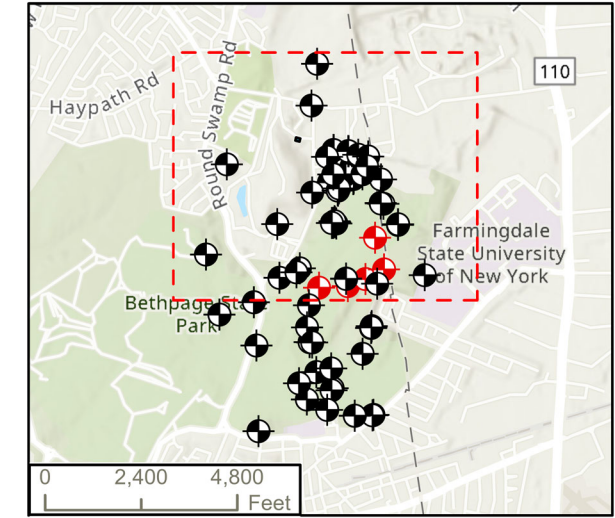 110
Haypath Rd
Round Swamp Rd
Farmingdale
State University
of New York
Bethpage State
Park
0
2,400
4,800
Feet